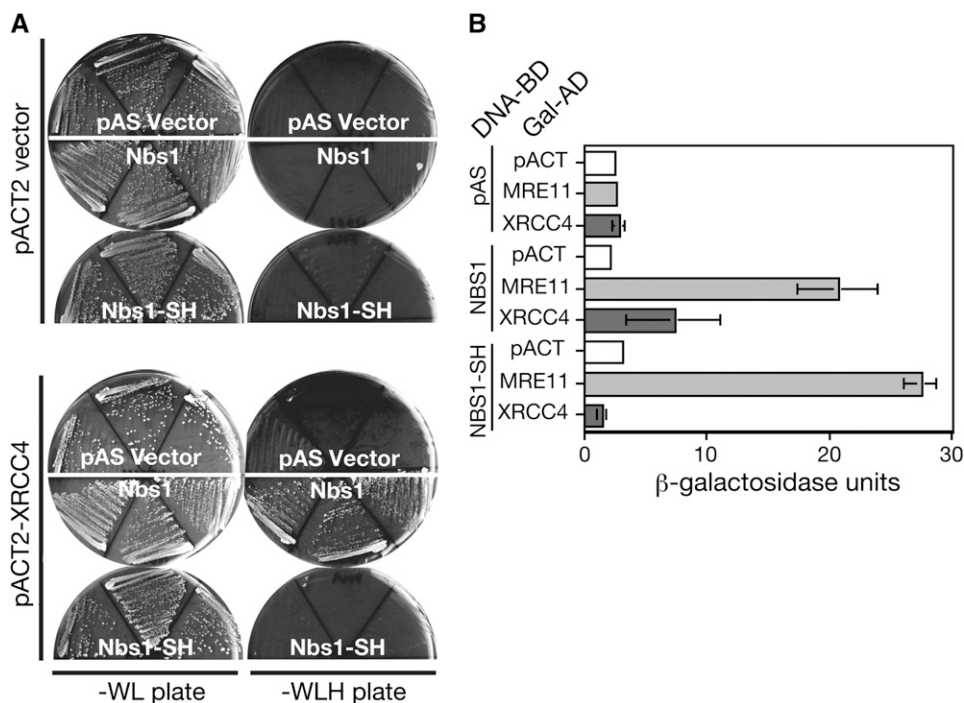 A
pACT2 vector
pAS Vector
pAS Vector
Nbs1
Nbs1
Nbs1-SH
Nbs1-SH
pACT2-XRCC4
pAS Vector
pAS Vector
Nbs1
Nbs1
Nbs1-SH
Nbs1-SH
-WL plate
-WLH plate
B
DNA-BD
Gal-AD
pAS
pACT
MRE11
XRCC4
NBS1
pACT
MRE11
XRCC4
NBS1-SH
pACT
MRE11
XRCC4
0
10
20
30
β-galactosidase units